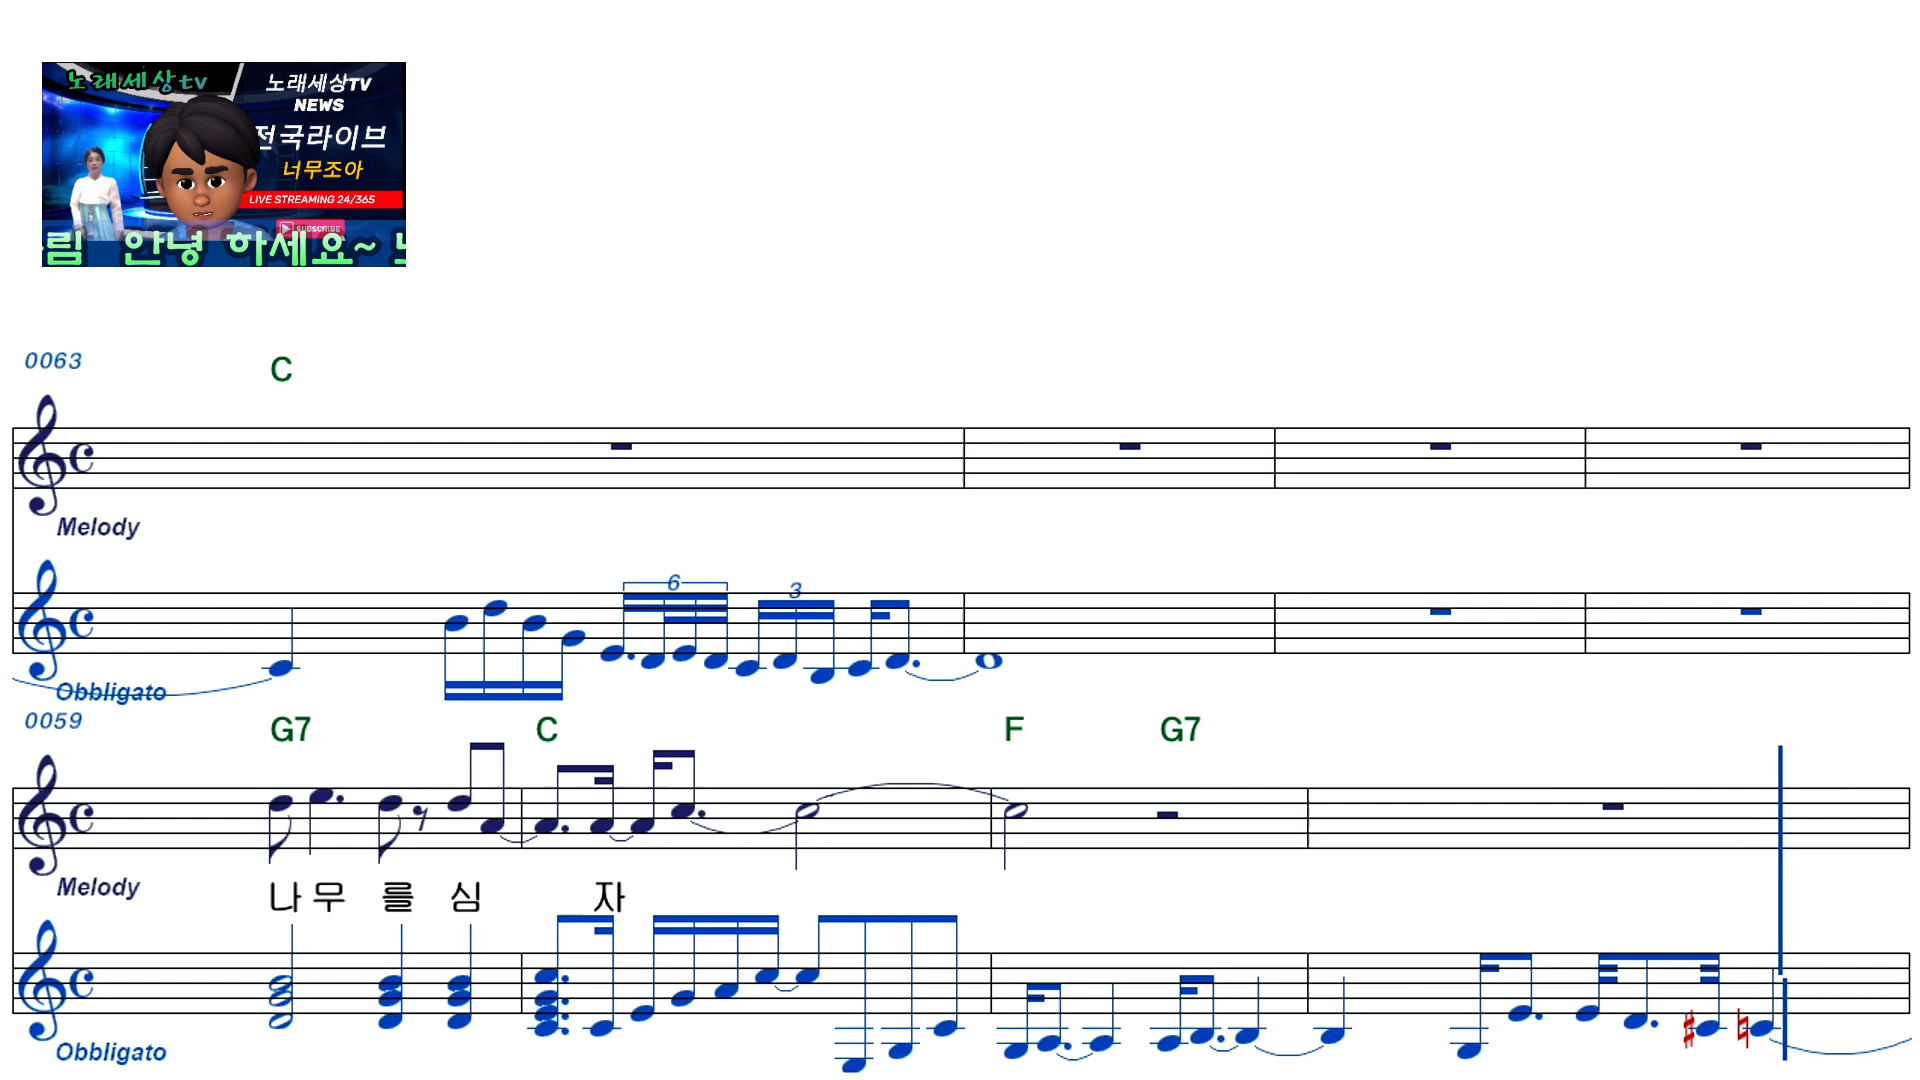 노래세상tv
노래세상TV
NEWS
전국라이브
너무조아
LIVE STREAMING 24/365
SUBSCRIBE
림 안녕 하세요~
0063
C
Melody
6
3
Obbligato
0059
G7 C F G7
Melody
나 무 를 심 자
Obbligato